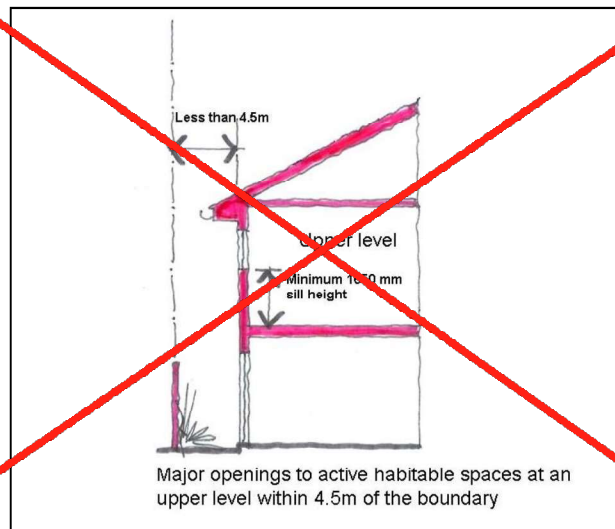 Less than 4.5m
Upper level
Minimum 1650 mm
sill height
Major openings to active habitable spaces at an
upper level within 4.5m of the boundary